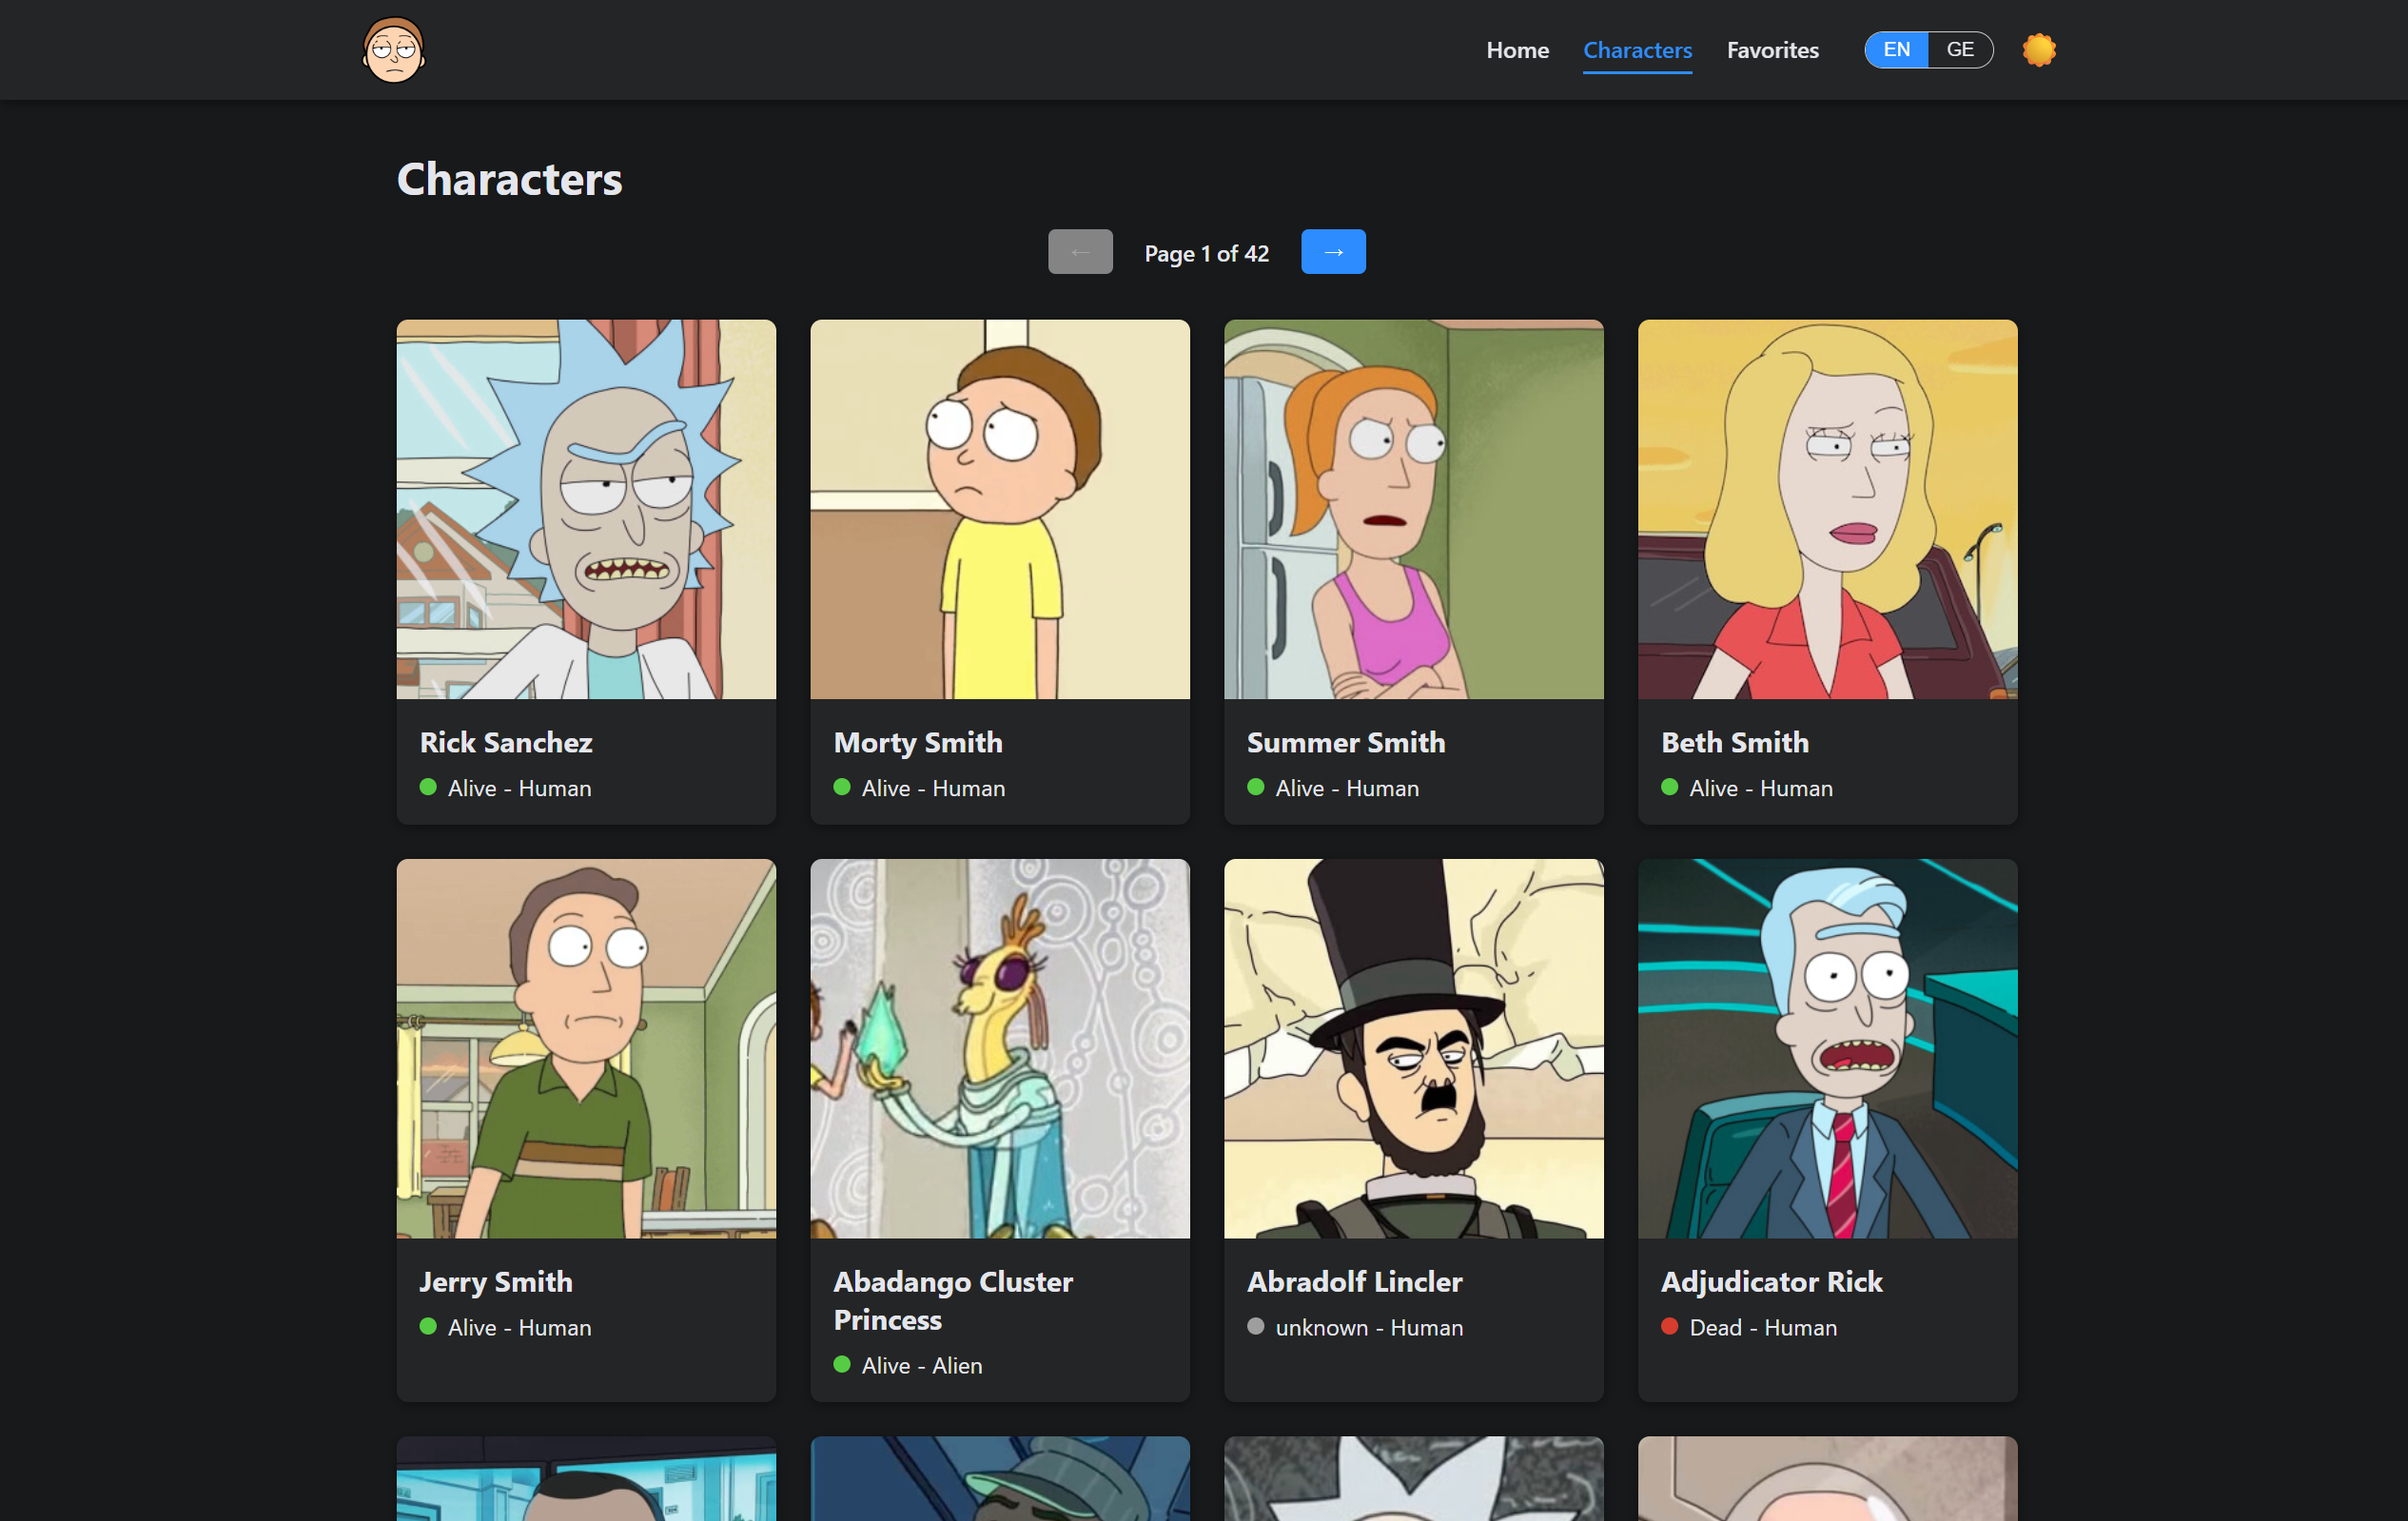 Home
Characters
Favorites
EN
GE
Characters
←
Page 1 of 42
→
Rick Sanchez
Alive - Human
Morty Smith
Alive - Human
Summer Smith
Alive - Human
Beth Smith
Alive - Human
Jerry Smith
Alive - Human
Abadango Cluster
Princess
Alive - Alien
Abradolf Lincler
unknown - Human
Adjudicator Rick
Dead - Human